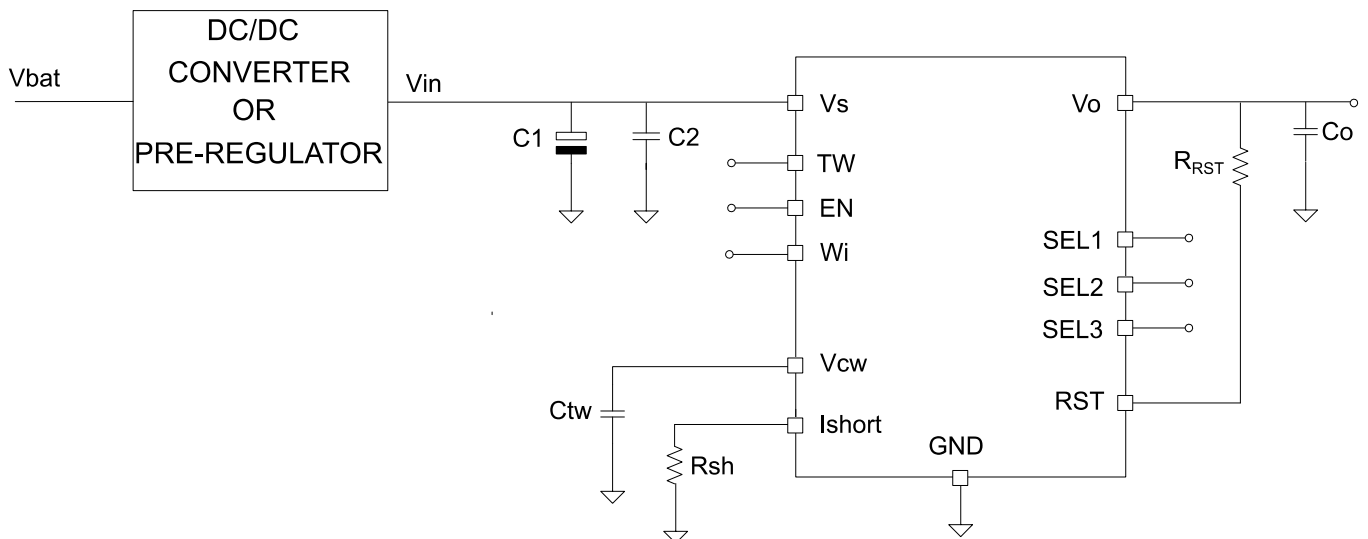 DC/DC
CONVERTER
OR
PRE-REGULATOR
Vbat
Vin
C1
C2
Vs
TW
EN
Wi
Vcw
Ishort
Ctw
Rsh
GND
Vo
SEL1
SEL2
SEL3
RST
RRST
Co